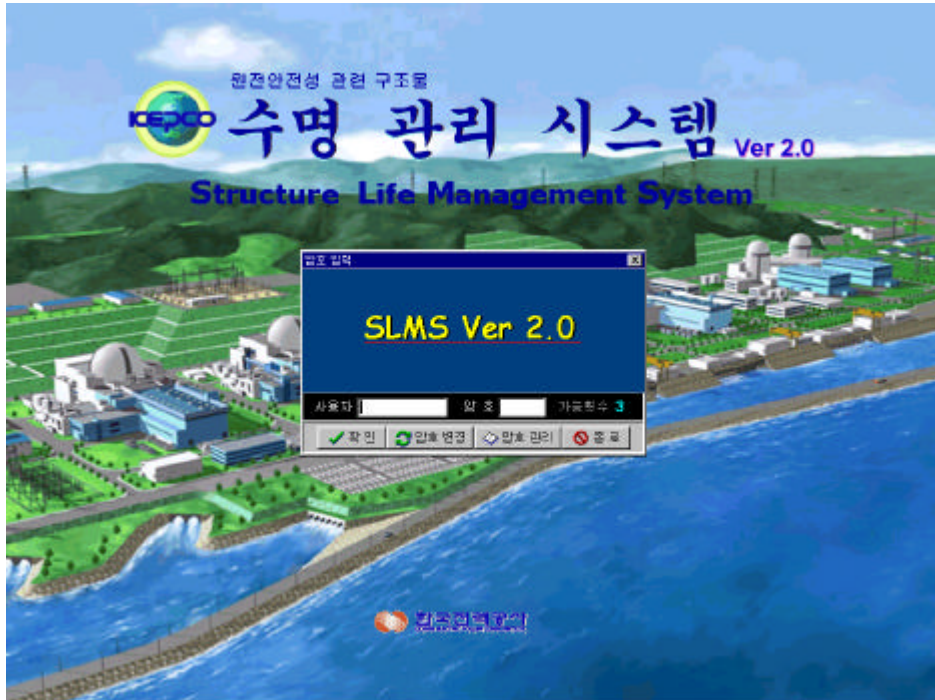 원전안전성 관련 구조물
KEPCO
수명 관리 시스템 Ver 2.0
Structure Life Management System
암호 입력
SLMS Ver 2.0
사용자 암 호 가능횟수 3
확 인 암호 변경 암호 관리 종 료
한국전력공사